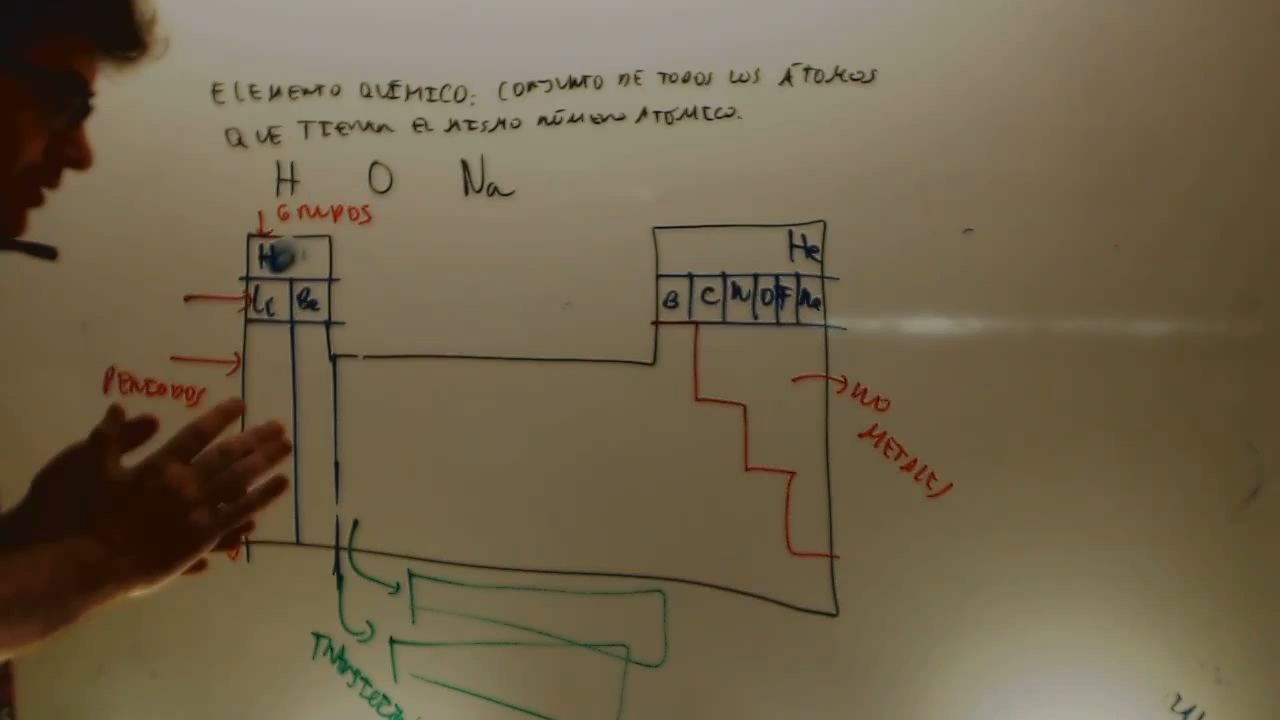 ELEMENTO QUÍMICO: CONJUNTO DE TODOS LOS ÁTOMOS
QUE TIENEN EL MISMO NÚMERO ATÓMICO.
H O Na
GRUPOS
H
He
Li Be
B C N O F Ne
PERIODOS
NO
METALES